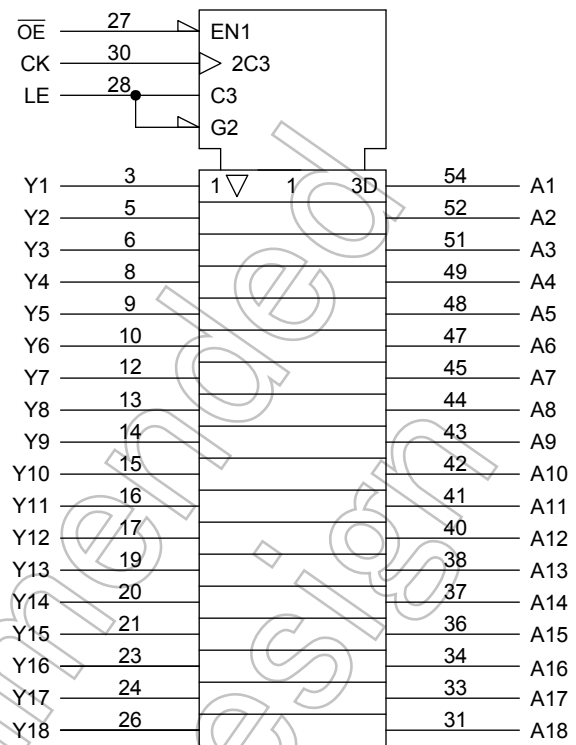 OE 27 EN1
CK 30 2C3
LE 28 C3
G2
Y1 3 1 ▽ 1 3D 54 A1
Y2 5 52 A2
Y3 6 51 A3
Y4 8 49 A4
Y5 9 48 A5
Y6 10 47 A6
Y7 12 45 A7
Y8 13 44 A8
Y9 14 43 A9
Y10 15 42 A10
Y11 16 41 A11
Y12 17 40 A12
Y13 19 38 A13
Y14 20 37 A14
Y15 21 36 A15
Y16 23 34 A16
Y17 24 33 A17
Y18 26 31 A18
mmended
esign